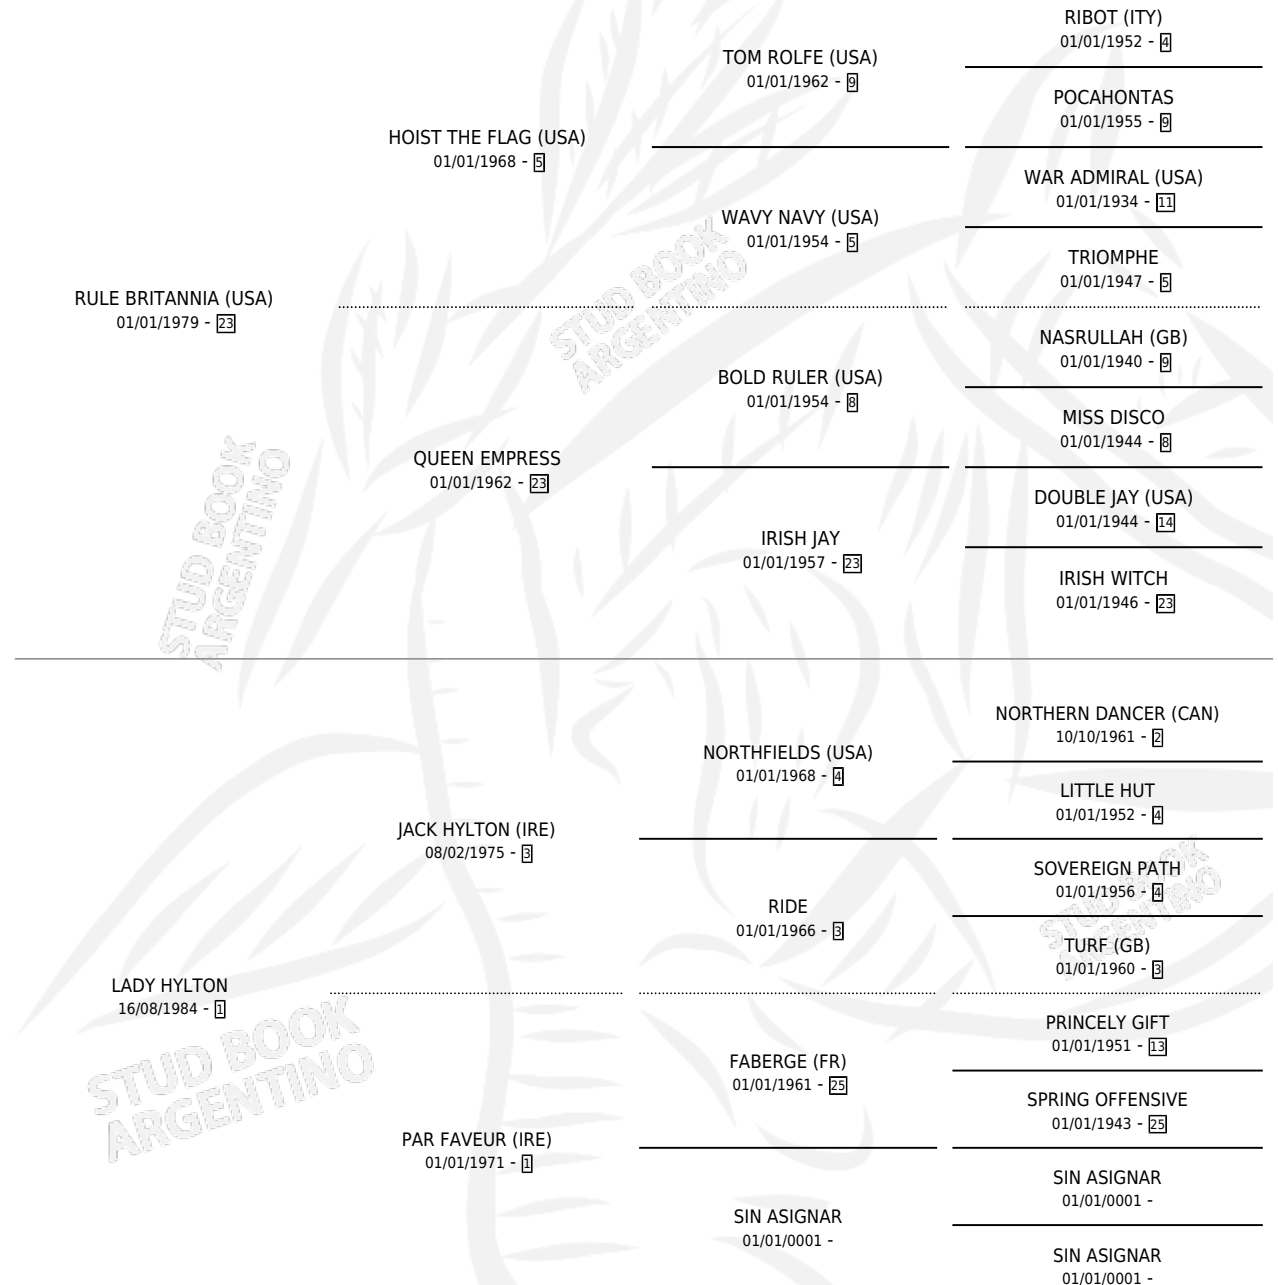 RIBOT (ITY)
01/01/1952 - 4
TOM ROLFE (USA)
01/01/1962 - 9
POCAHONTAS
01/01/1955 - 9
HOIST THE FLAG (USA)
01/01/1968 - 5
WAR ADMIRAL (USA)
01/01/1934 - 11
WAVY NAVY (USA)
01/01/1954 - 5
TRIOMPHE
01/01/1947 - 5
RULE BRITANNIA (USA)
01/01/1979 - 23
NASRULLAH (GB)
01/01/1940 - 9
BOLD RULER (USA)
01/01/1954 - 8
MISS DISCO
01/01/1944 - 8
QUEEN EMPRESS
01/01/1962 - 23
DOUBLE JAY (USA)
01/01/1944 - 14
IRISH JAY
01/01/1957 - 23
IRISH WITCH
01/01/1946 - 23
STUD BOOK
ARGENTINO
STUD BOOK
ARGENTINO
NORTHERN DANCER (CAN)
10/10/1961 - 2
NORTHFIELDS (USA)
01/01/1968 - 4
LITTLE HUT
01/01/1952 - 4
JACK HYLTON (IRE)
08/02/1975 - 3
SOVEREIGN PATH
01/01/1956 - 4
RIDE
01/01/1966 - 3
TURF (GB)
01/01/1960 - 3
LADY HYLTON
16/08/1984 - 1
PRINCELY GIFT
01/01/1951 - 13
FABERGE (FR)
01/01/1961 - 25
SPRING OFFENSIVE
01/01/1943 - 25
PAR FAVEUR (IRE)
01/01/1971 - 1
SIN ASIGNAR
01/01/0001 -
SIN ASIGNAR
01/01/0001 -
SIN ASIGNAR
01/01/0001 -
STUD BOOK
ARGENTINO
STUD BOOK
ARGENTINO